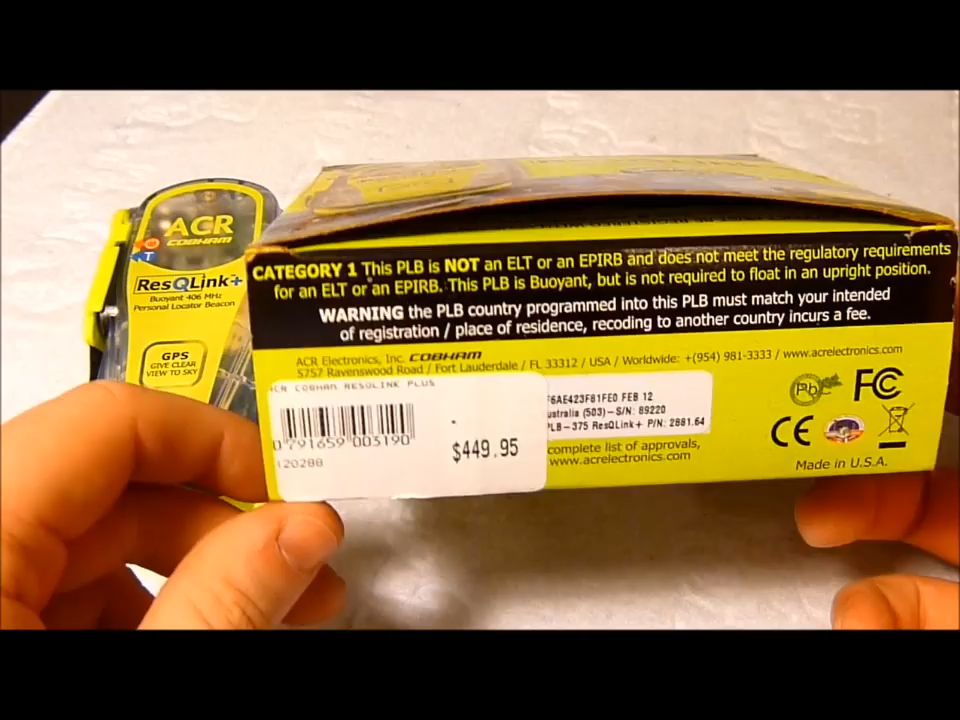 ACR
COBHAM
ResQLink+
Buoyant 406 MHz
Personal Locator Beacon
GPS
GIVE CLEAR
VIEW TO SKY
CATEGORY 1 This PLB is NOT an ELT or an EPIRB and does not meet the regulatory requirements
for an ELT or an EPIRB. This PLB is Buoyant, but is not required to float in an upright position.
WARNING the PLB country programmed into this PLB must match your intended
of registration / place of residence, recoding to another country incurs a fee.
ACR Electronics, Inc. COBHAM
5757 Ravenswood Road / Fort Lauderdale / FL 33312 / USA / Worldwide: +(954) 981-3333 / www.acrelectronics.com
ACR COBHAM RESQLINK PLUS
0 791659 003190
$449.95
120288
6AE423F81FE0 FEB 12
ustralia (503)-S/N: 89220
LB-375 ResQLink+ P/N: 2881.64
complete list of approvals,
www.acrelectronics.com
Pb
FC
CE
Made in U.S.A.